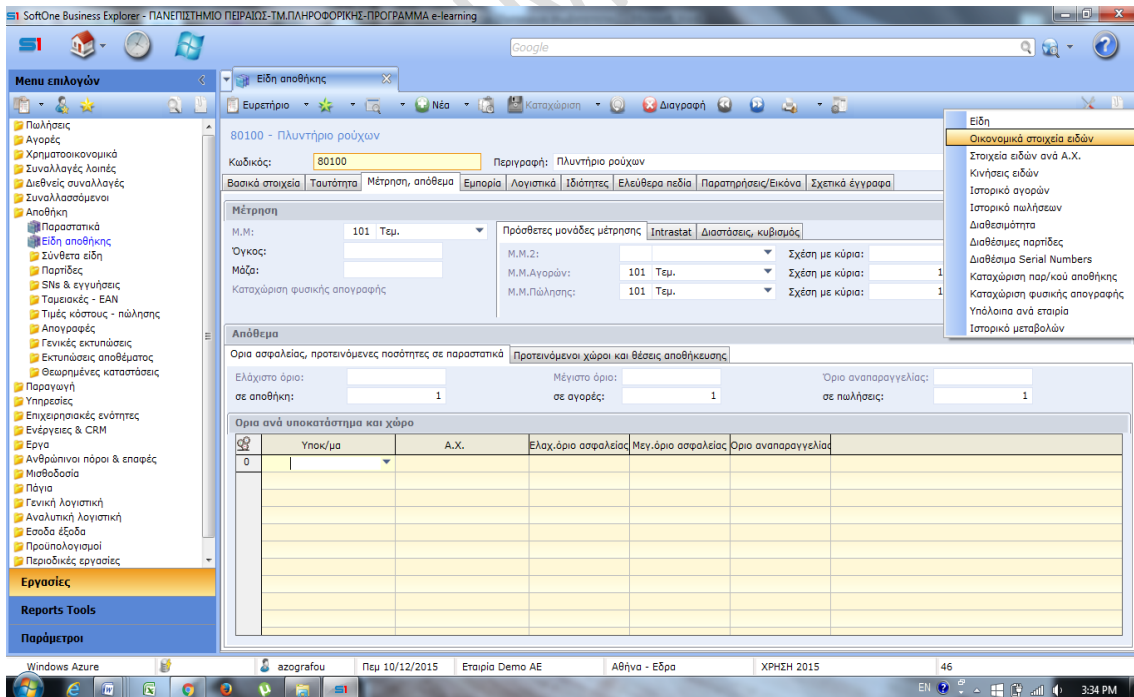 S1 SoftOne Business Explorer - ΠΑΝΕΠΙΣΤΗΜΙΟ ΠΕΙΡΑΙΩΣ-ΤΜ.ΠΛΗΡΟΦΟΡΙΚΗΣ-ΠΡΟΓΡΑΜΜΑ e-learning
S1
Google
Menu επιλογών
Είδη αποθήκης
Ευρετήριο
Νέα
Καταχώριση
Διαγραφή
Πωλήσεις
Αγορές
Χρηματοοικονομικά
Συναλλαγές λοιπές
Διεθνείς συναλλαγές
Συναλλασσόμενοι
Αποθήκη
Παραστατικά
Είδη αποθήκης
Σύνθετα είδη
Παρτίδες
SNs & εγγυήσεις
Ταμειακές - EAN
Τιμές κόστους - πώλησης
Απογραφές
Γενικές εκτυπώσεις
Εκτυπώσεις αποθέματος
Θεωρημένες καταστάσεις
Παραγωγή
Υπηρεσίες
Επιχειρησιακές ενότητες
Ενέργειες & CRM
Εργα
Ανθρώπινοι πόροι & επαφές
Μισθοδοσία
Πάγια
Γενική λογιστική
Αναλυτική λογιστική
Εσοδα έξοδα
Προϋπολογισμοί
Περιοδικές εργασίες
Εργασίες
Reports Tools
Παράμετροι
80100 - Πλυντήριο ρούχων
Κωδικός: 80100 Περιγραφή: Πλυντήριο ρούχων
Βασικά στοιχεία Ταυτότητα Μέτρηση, απόθεμα Εμπορία Λογιστικά Ιδιότητες Ελεύθερα πεδία Παρατηρήσεις/Εικόνα Σχετικά έγγραφα
Μέτρηση
Μ.Μ: 101 Τεμ.
Όγκος:
Μάζα:
Καταχώριση φυσικής απογραφής
Πρόσθετες μονάδες μέτρησης Intrastat Διαστάσεις, κυβισμός
Μ.Μ.2: Σχέση με κύρια:
Μ.Μ.Αγορών: 101 Τεμ. Σχέση με κύρια: 1
Μ.Μ.Πώλησης: 101 Τεμ. Σχέση με κύρια: 1
Είδη
Οικονομικά στοιχεία ειδών
Στοιχεία ειδών ανά Α.Χ.
Κινήσεις ειδών
Ιστορικό αγορών
Ιστορικό πωλήσεων
Διαθεσιμότητα
Διαθέσιμες παρτίδες
Διαθέσιμα Serial Numbers
Καταχώριση παρ/κού αποθήκης
Καταχώριση φυσικής απογραφής
Υπόλοιπα ανά εταιρία
Ιστορικό μεταβολών
Απόθεμα
Ορια ασφαλείας, προτεινόμενες ποσότητες σε παραστατικά Προτεινόμενοι χώροι και θέσεις αποθήκευσης
Ελάχιστο όριο: Μέγιστο όριο: Όριο αναπαραγγελίας:
σε αποθήκη: 1 σε αγορές: 1 σε πωλήσεις: 1
Ορια ανά υποκατάστημα και χώρο
Υποκ/μα Α.Χ. Ελαχ.όριο ασφαλείας Μεγ.όριο ασφαλείας Οριο αναπαραγγελίας
0
Windows Azure azografou Πεμ 10/12/2015 Εταιρία Demo ΑΕ Αθήνα - Εδρα ΧΡΗΣΗ 2015 46
S1 EN 3:34 PM